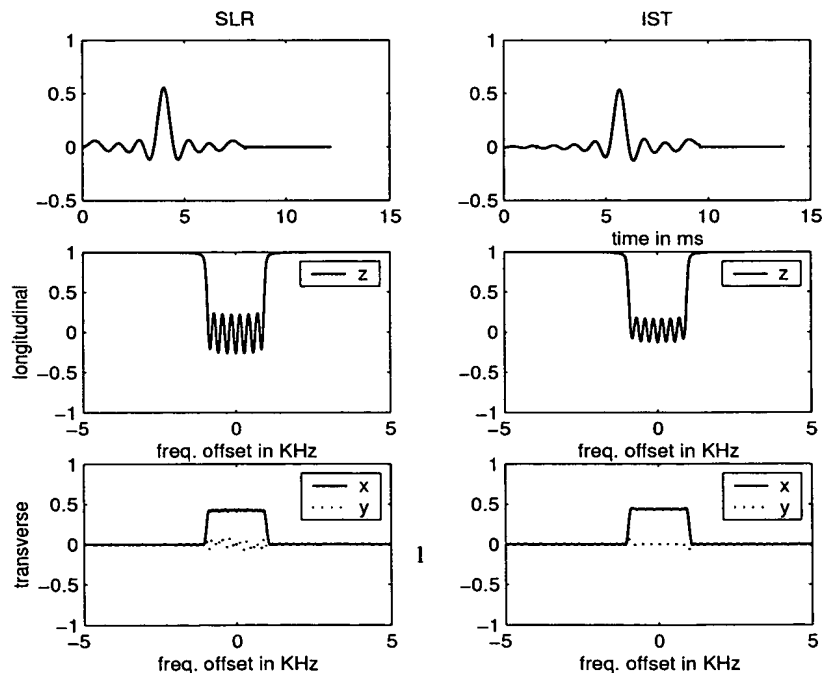 SLR IST
1 1
0.5 0.5
0 0
-0.5 -0.5
0 5 10 15 0 5 10 15
time in ms
1 1
z z
0.5 0.5
longitudinal
0 0
-0.5 -0.5
-1 -1
-5 0 5 -5 0 5
freq. offset in KHz freq. offset in KHz
1 1
x x
0.5 y 0.5 y
transverse
0 0
1
-0.5 -0.5
-1 -1
-5 0 5 -5 0 5
freq. offset in KHz freq. offset in KHz